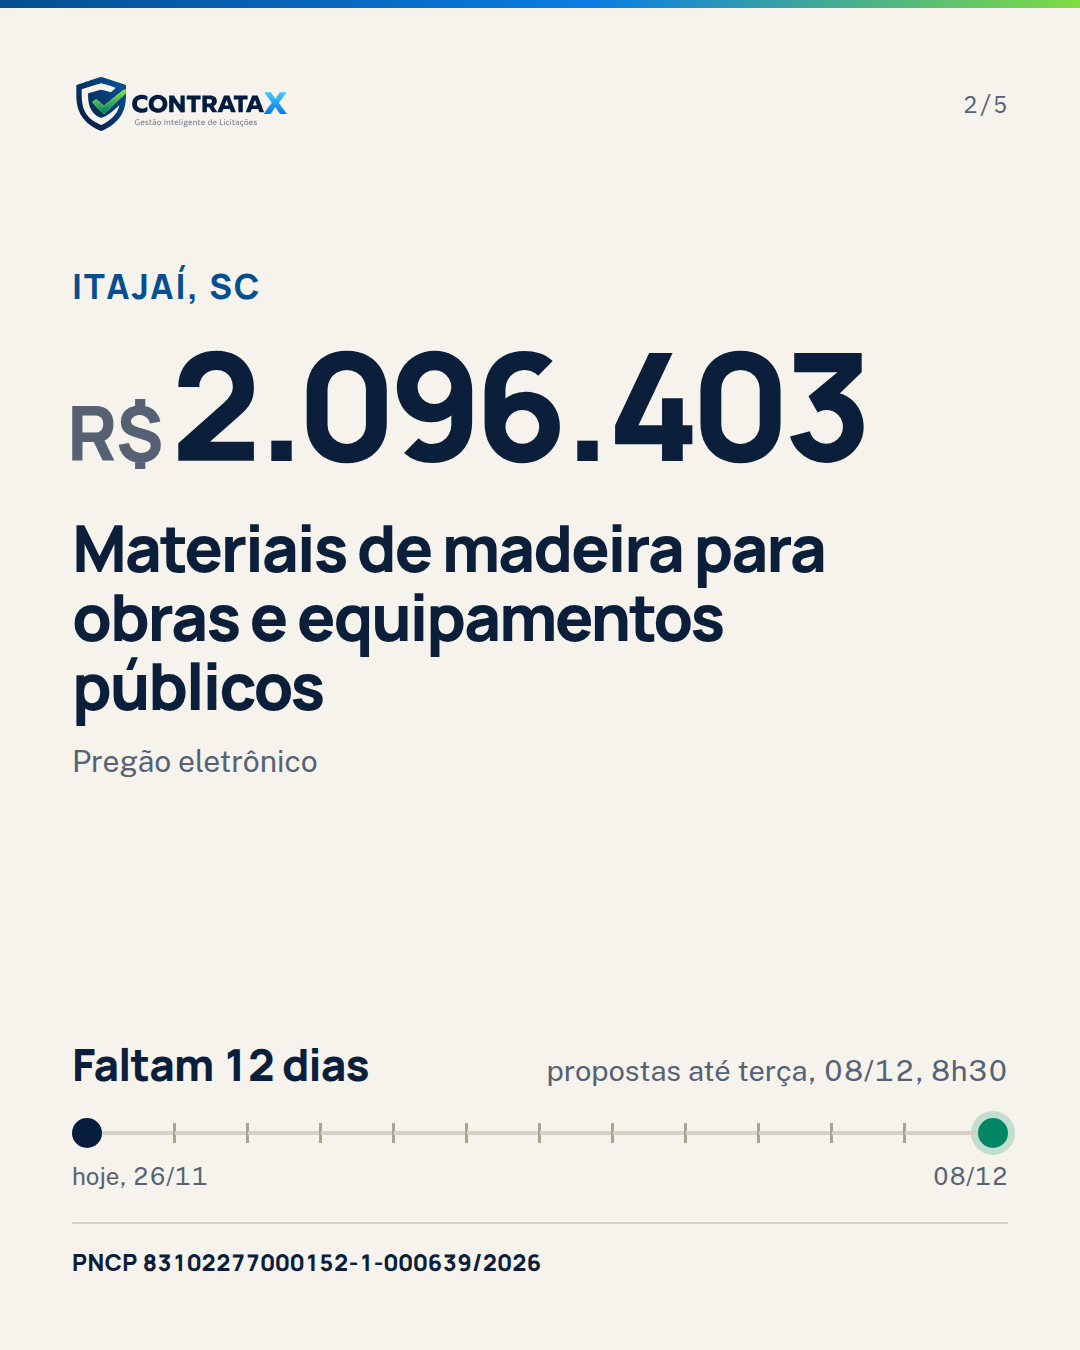 CONTRATAX
Gestão Inteligente de Licitações
2/5
ITAJAÍ, SC
R$ 2.096.403
Materiais de madeira para
obras e equipamentos
públicos
Pregão eletrônico
Faltam 12 dias
propostas até terça, 08/12, 8h30
hoje, 26/11
08/12
PNCP 83102277000152-1-000639/2026